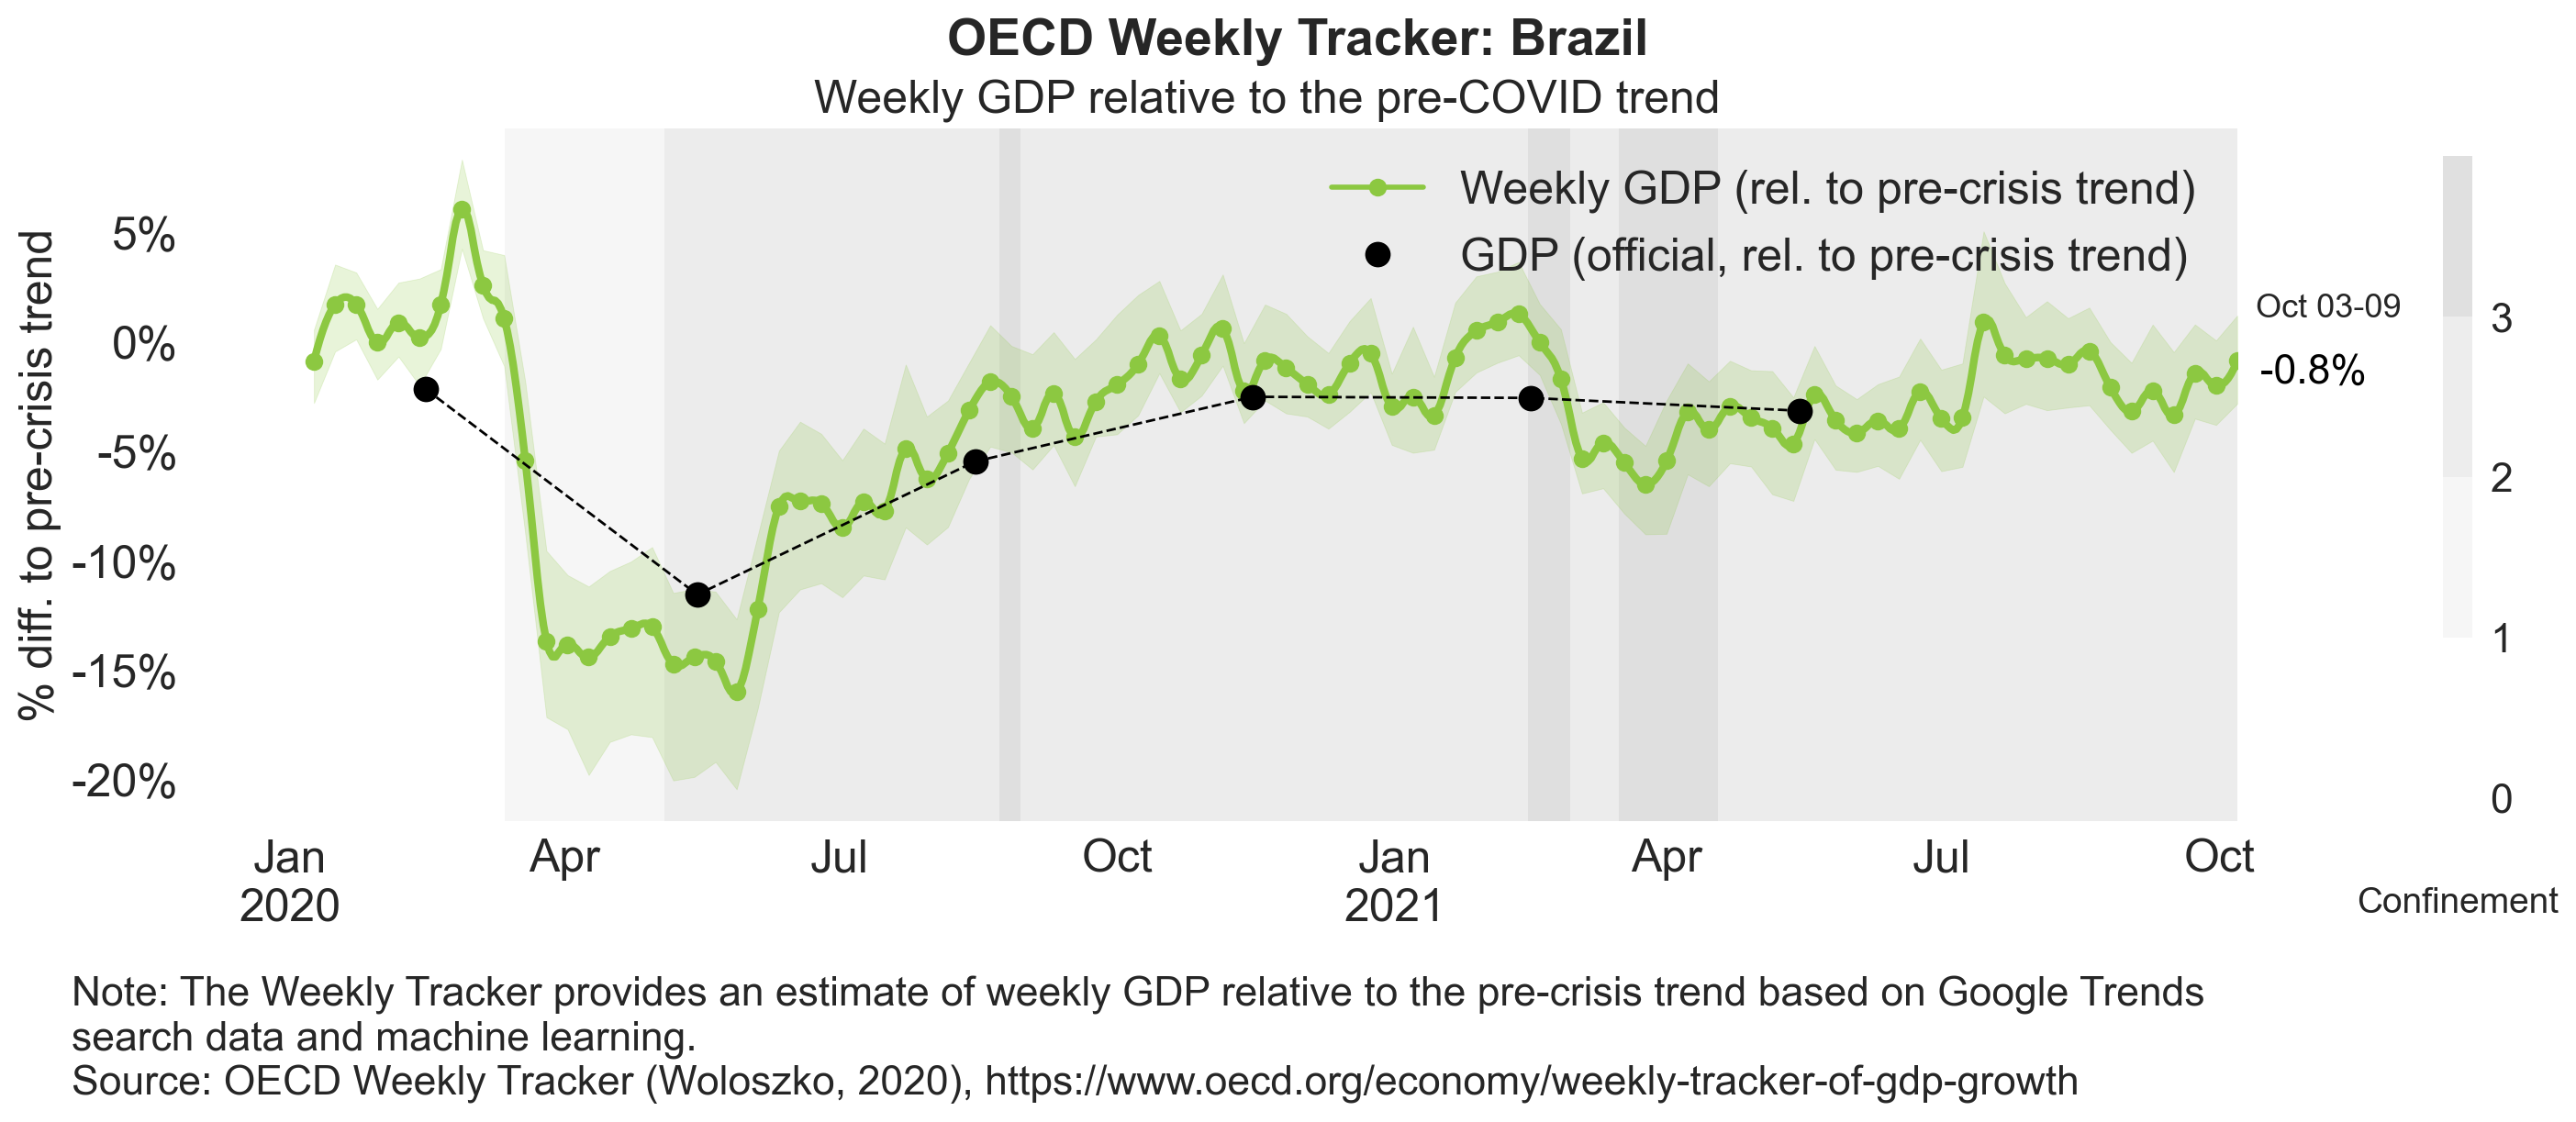 OECD Weekly Tracker: Brazil
Weekly GDP relative to the pre-COVID trend
% diff. to pre-crisis trend
5%
0%
-5%
-10%
-15%
-20%
Weekly GDP (rel. to pre-crisis trend)
GDP (official, rel. to pre-crisis trend)
Oct 03-09
-0.8%
3
2
1
0
Confinement
Jan Apr Jul Oct Jan Apr Jul Oct
2020 2021
Note: The Weekly Tracker provides an estimate of weekly GDP relative to the pre-crisis trend based on Google Trends
search data and machine learning.
Source: OECD Weekly Tracker (Woloszko, 2020), https://www.oecd.org/economy/weekly-tracker-of-gdp-growth